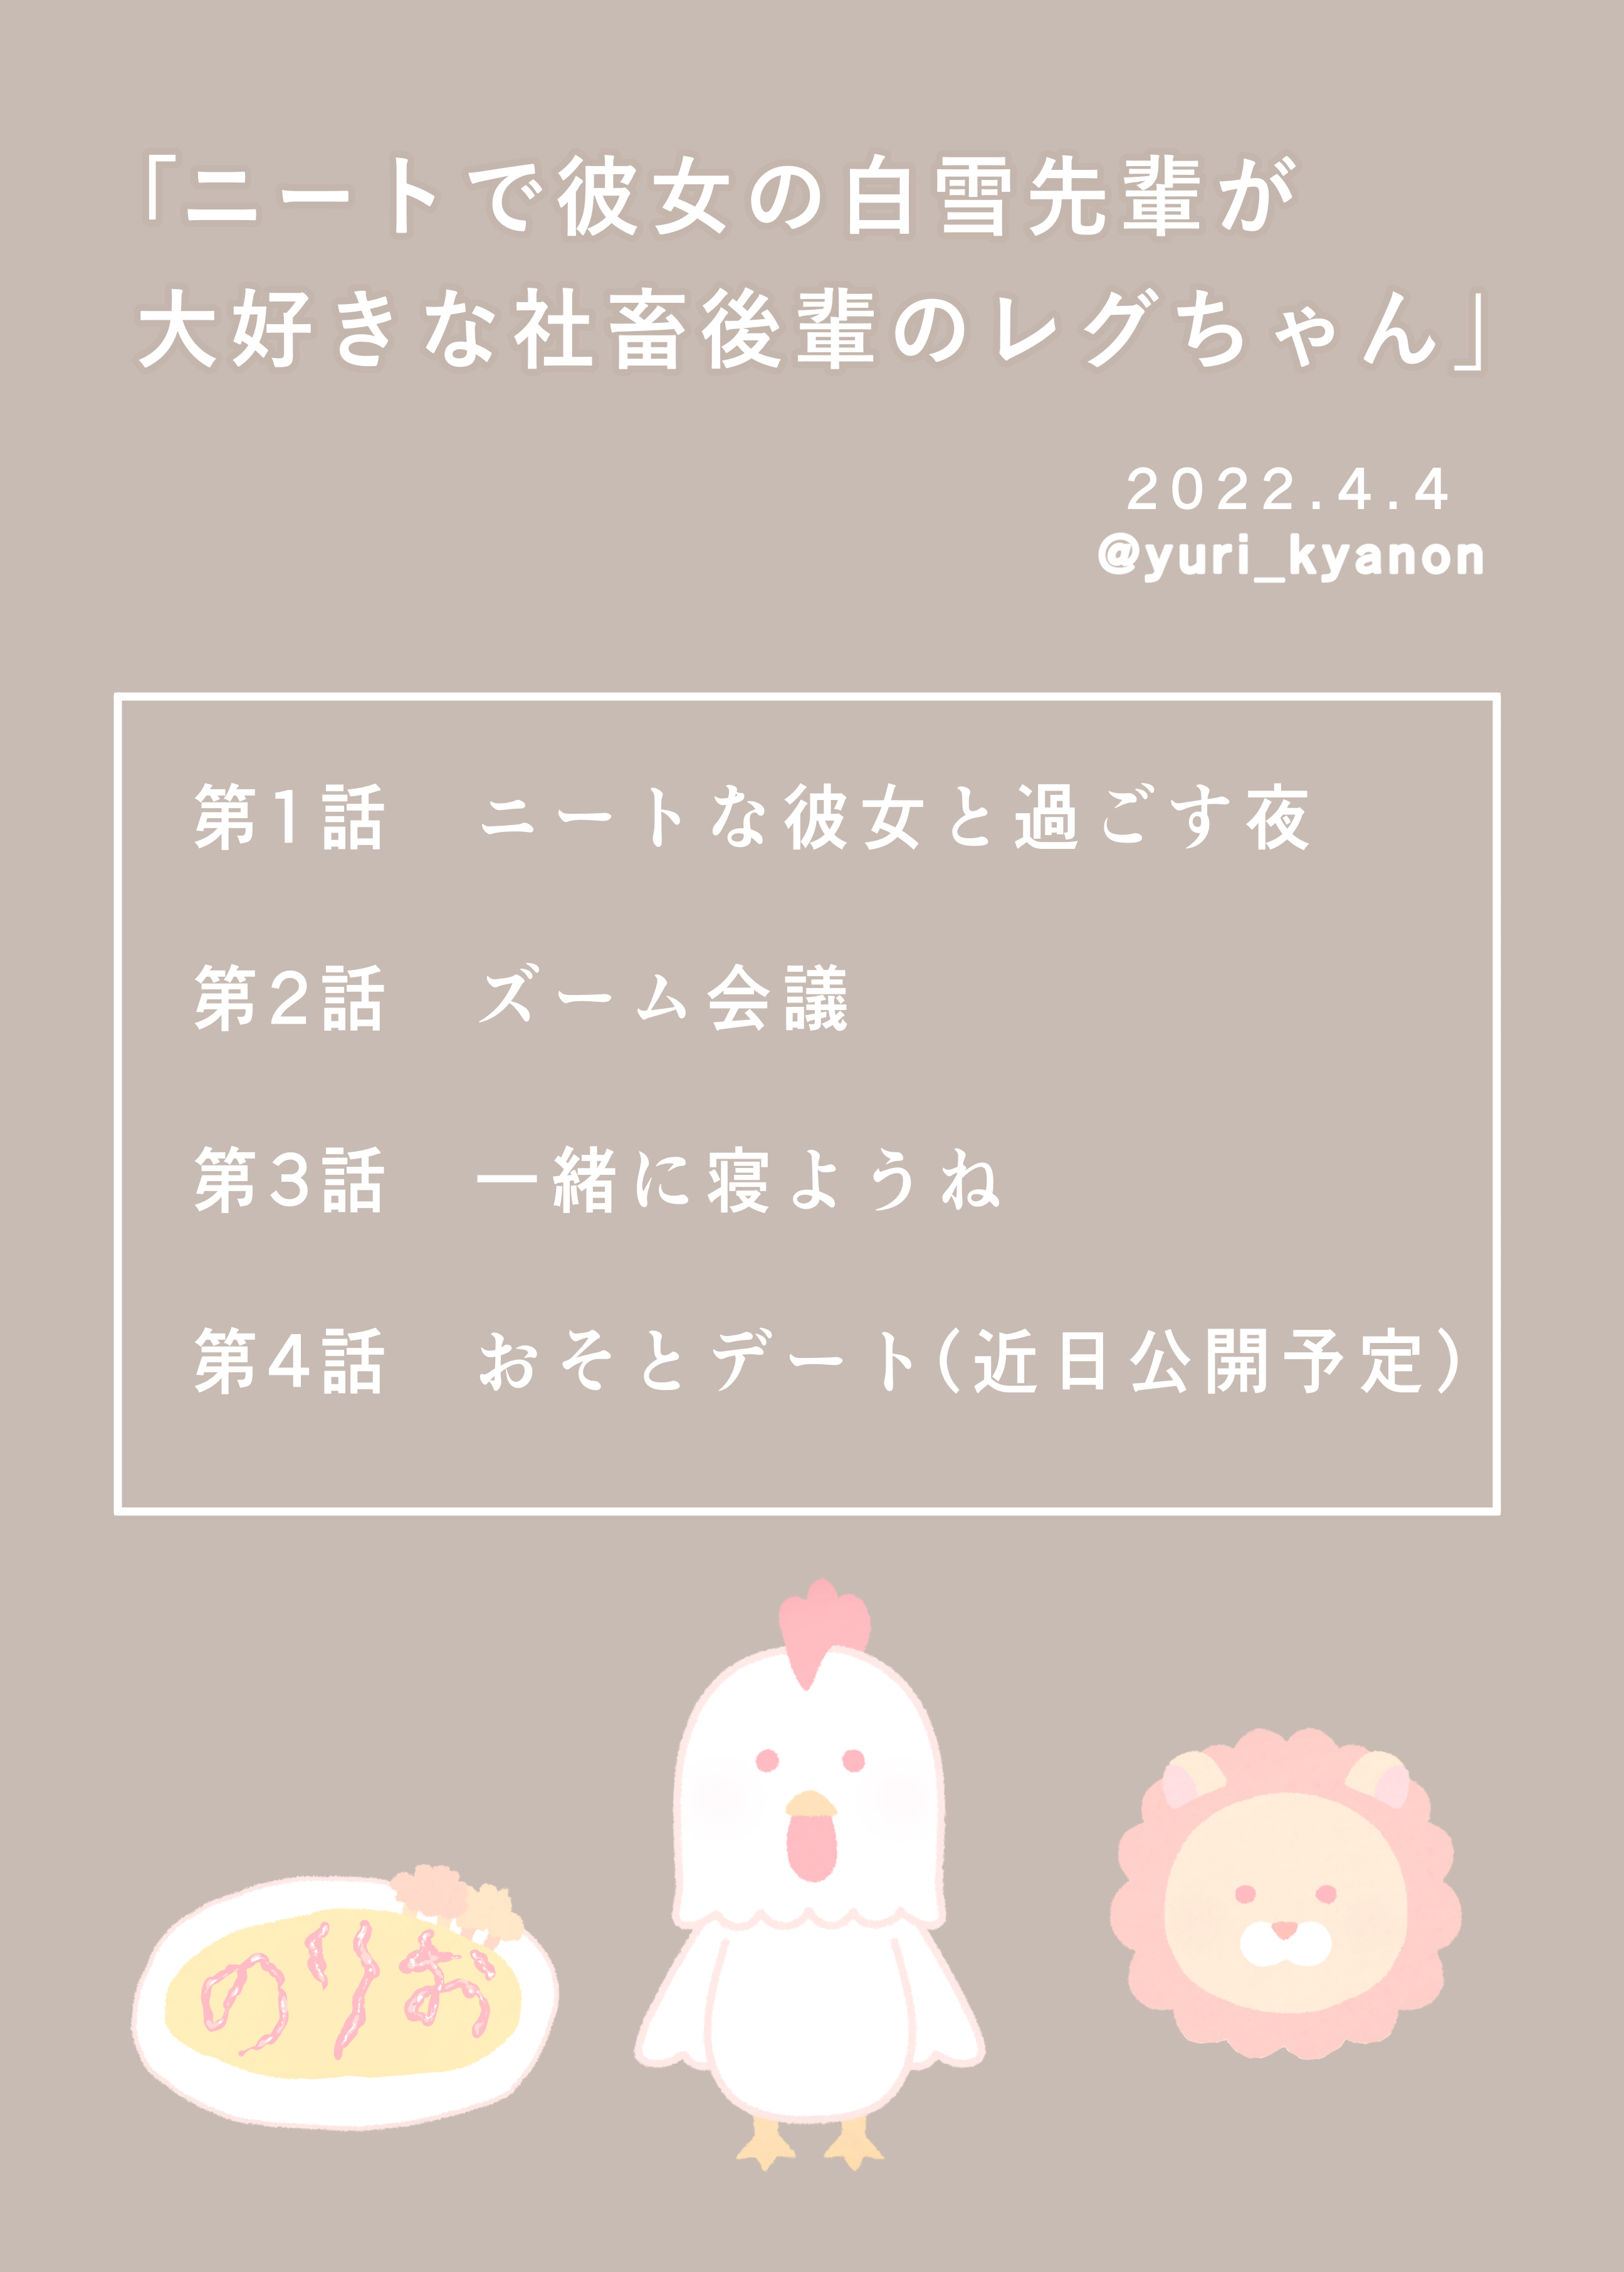 「ニートで彼女の白雪先輩が
大好きな社畜後輩のレグちゃん」
2022.4.4
@yuri_kyanon
第1話　ニートな彼女と過ごす夜
第2話　ズーム会議
第3話　一緒に寝ようね
第4話　おそとデート(近日公開予定)
のりお